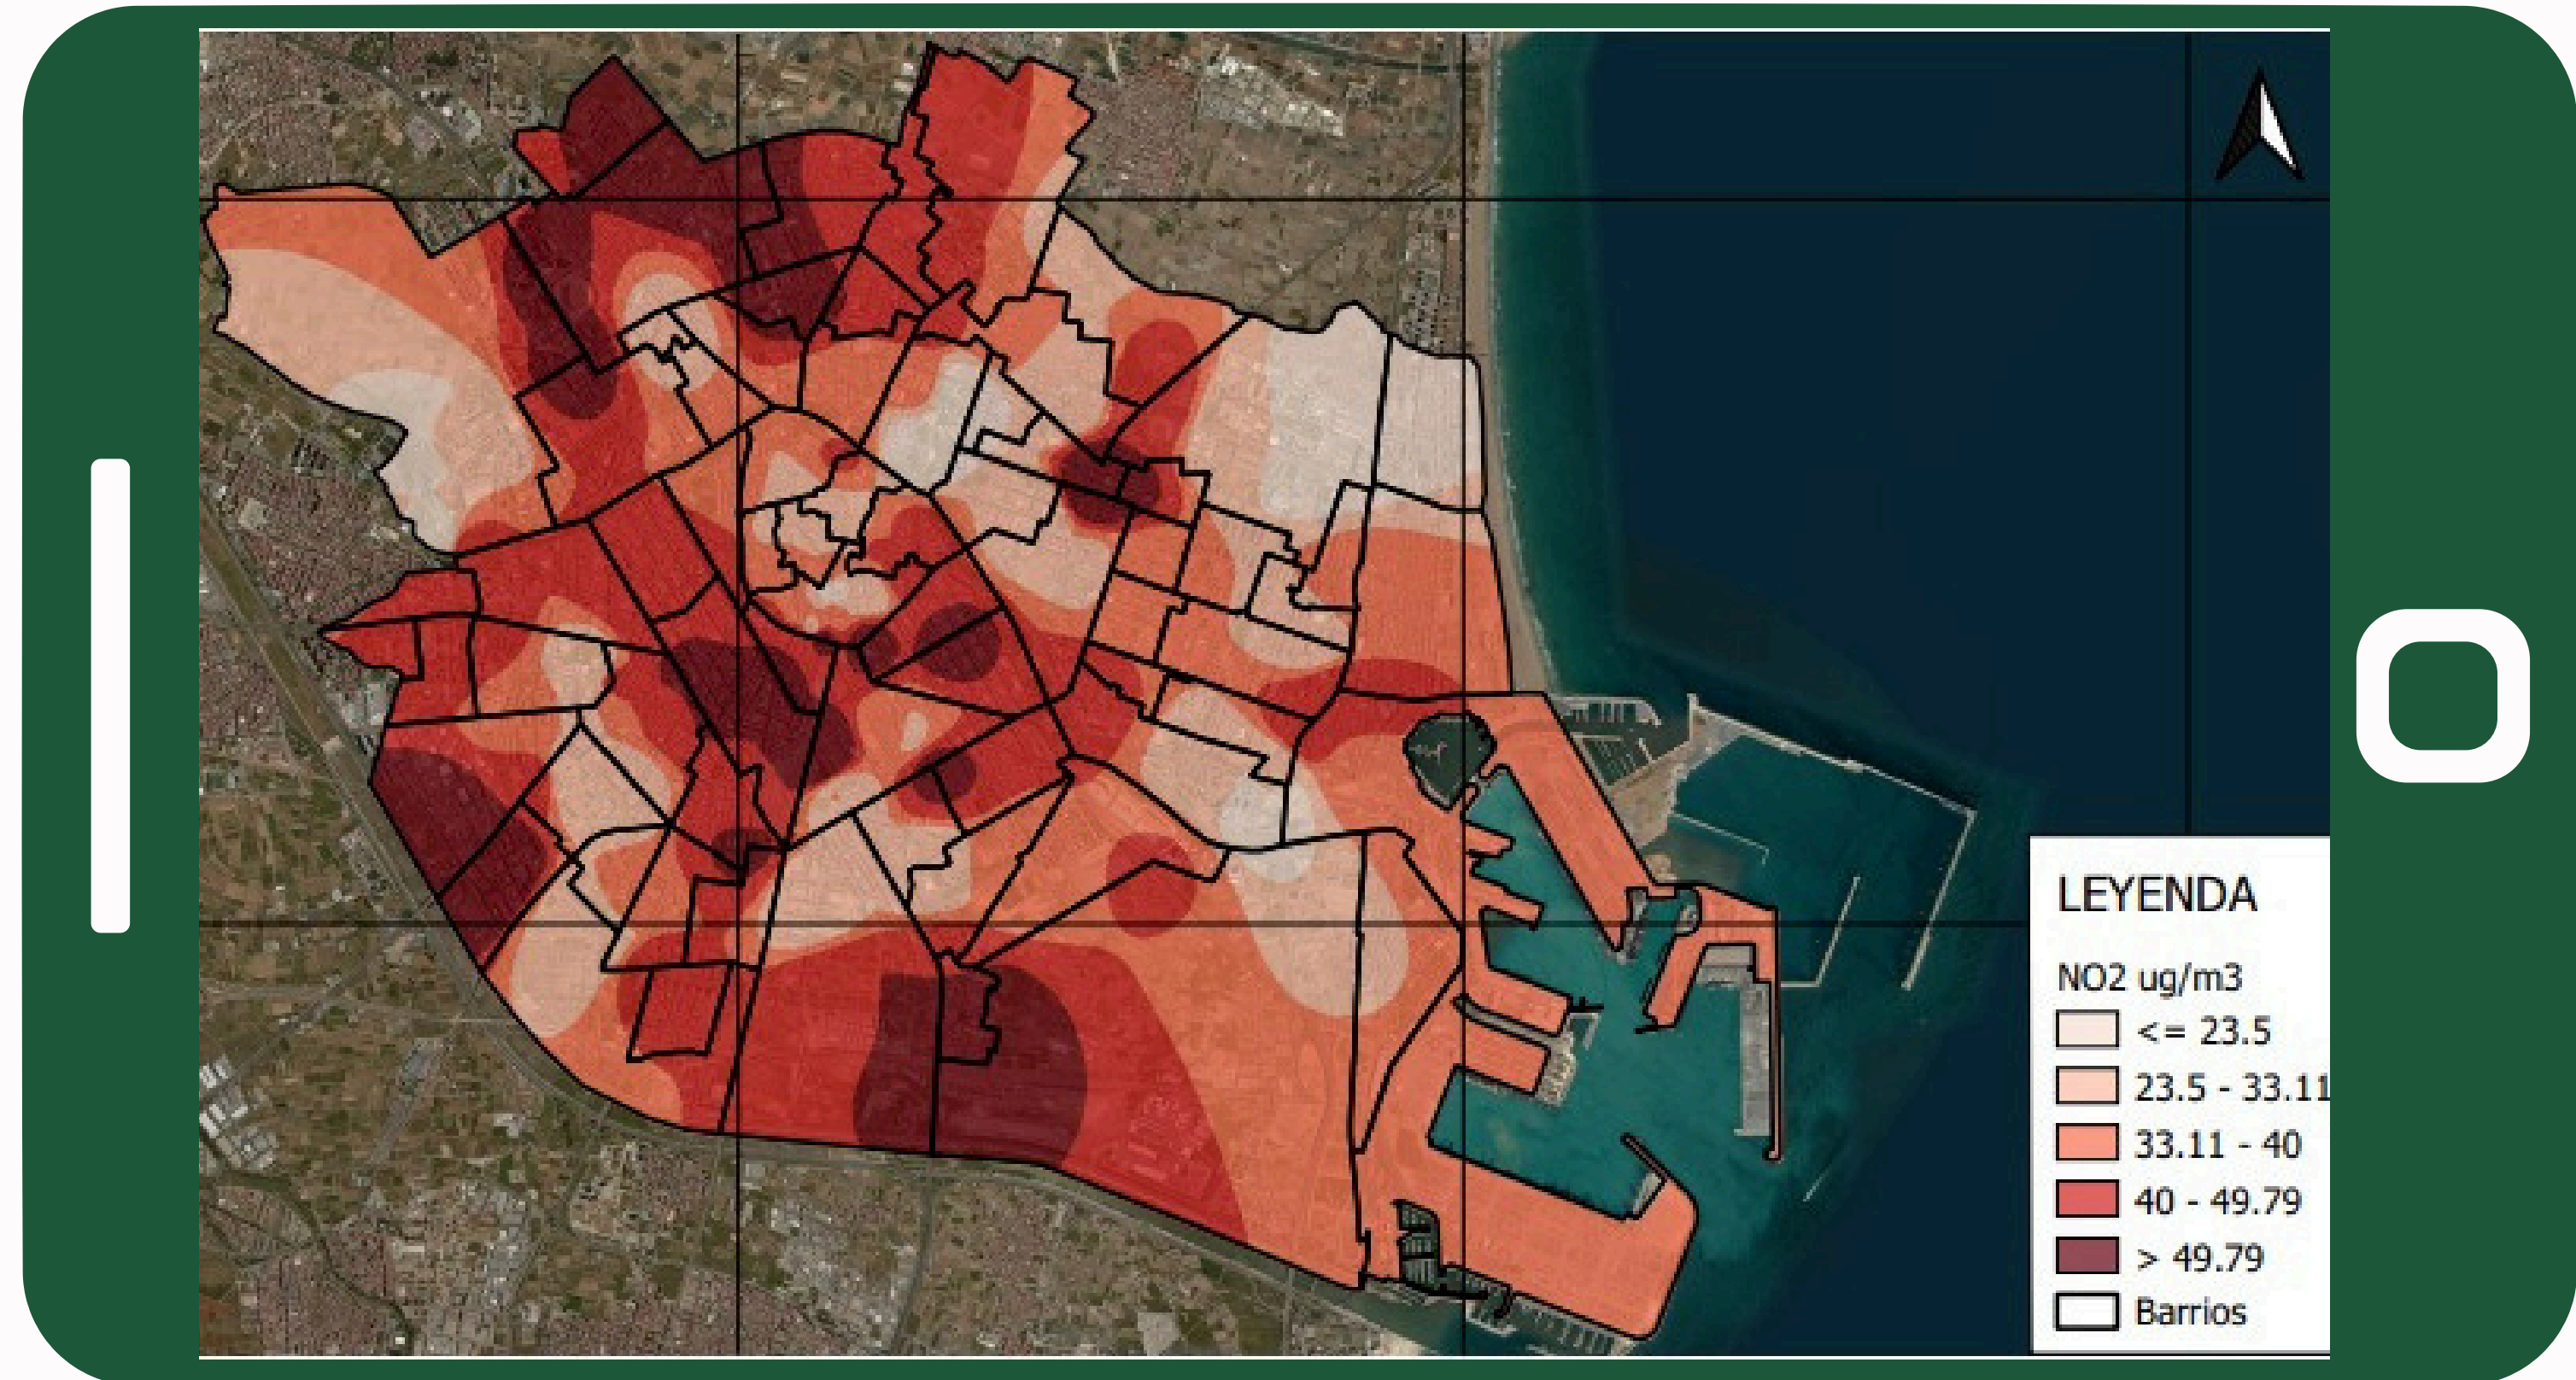 LEYENDA
NO2 ug/m3
<= 23.5
23.5 - 33.11
33.11 - 40
40 - 49.79
> 49.79
Barrios